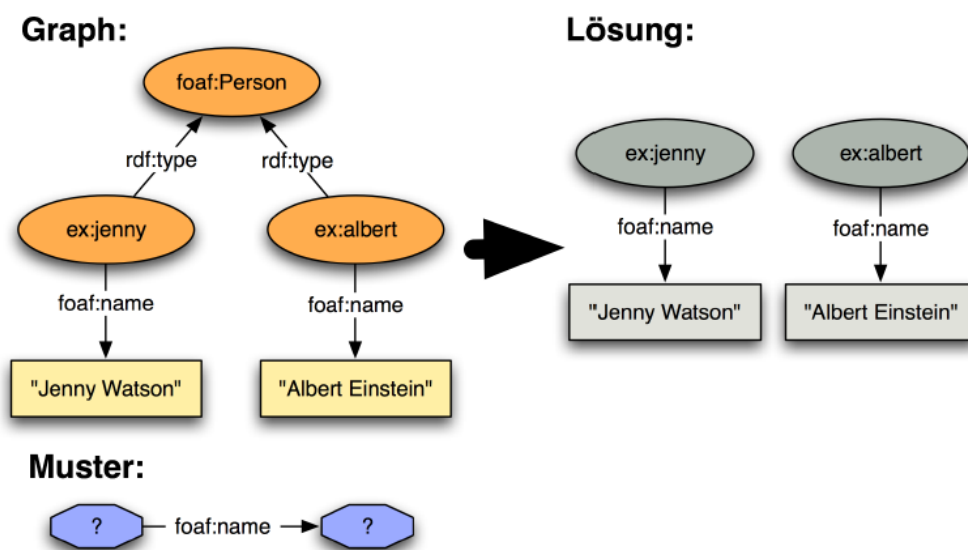 Graph:
foaf:Person
rdf:type
rdf:type
ex:jenny
ex:albert
foaf:name
foaf:name
"Jenny Watson"
"Albert Einstein"
Lösung:
ex:jenny
ex:albert
foaf:name
foaf:name
"Jenny Watson"
"Albert Einstein"
Muster:
?
foaf:name
?